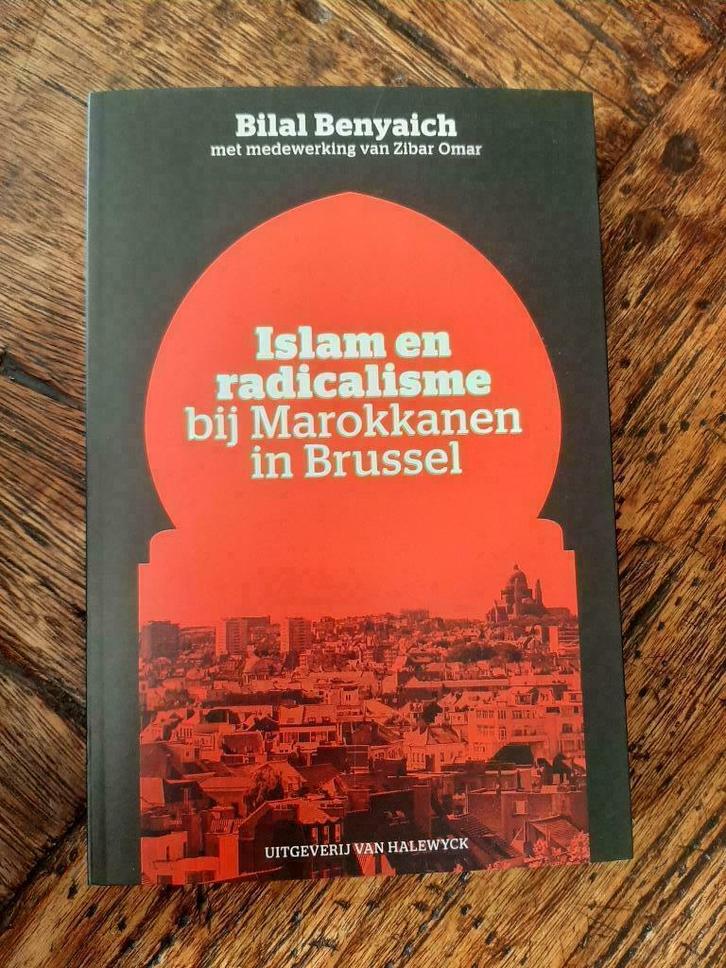 Bilal Benyaich
met medewerking van Zibar Omar
Islam en
radicalisme
bij Marokkanen
in Brussel
UITGEVERIJ VAN HALEWYCK